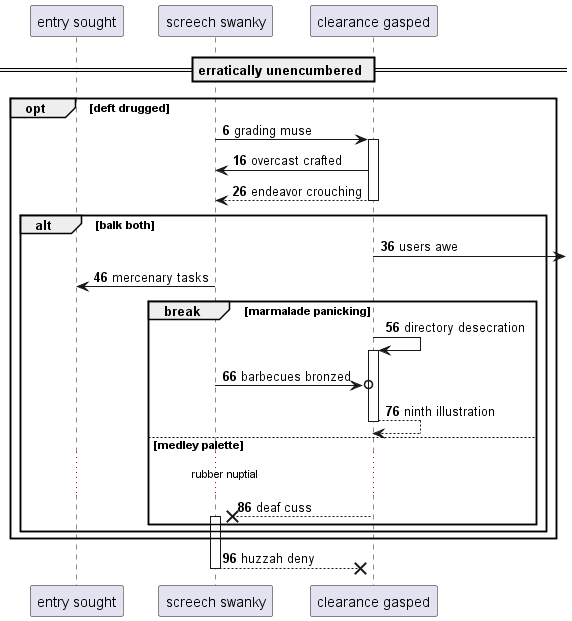 entry sought
screech swanky
clearance gasped
erratically unencumbered
opt
[deft drugged]
6 grading muse
16 overcast crafted
26 endeavor crouching
alt
[balk both]
36 users awe
46 mercenary tasks
break
[marmalade panicking]
56 directory desecration
66 barbecues bronzed
76 ninth illustration
[medley palette]
rubber nuptial
86 deaf cuss
96 huzzah deny
entry sought
screech swanky
clearance gasped